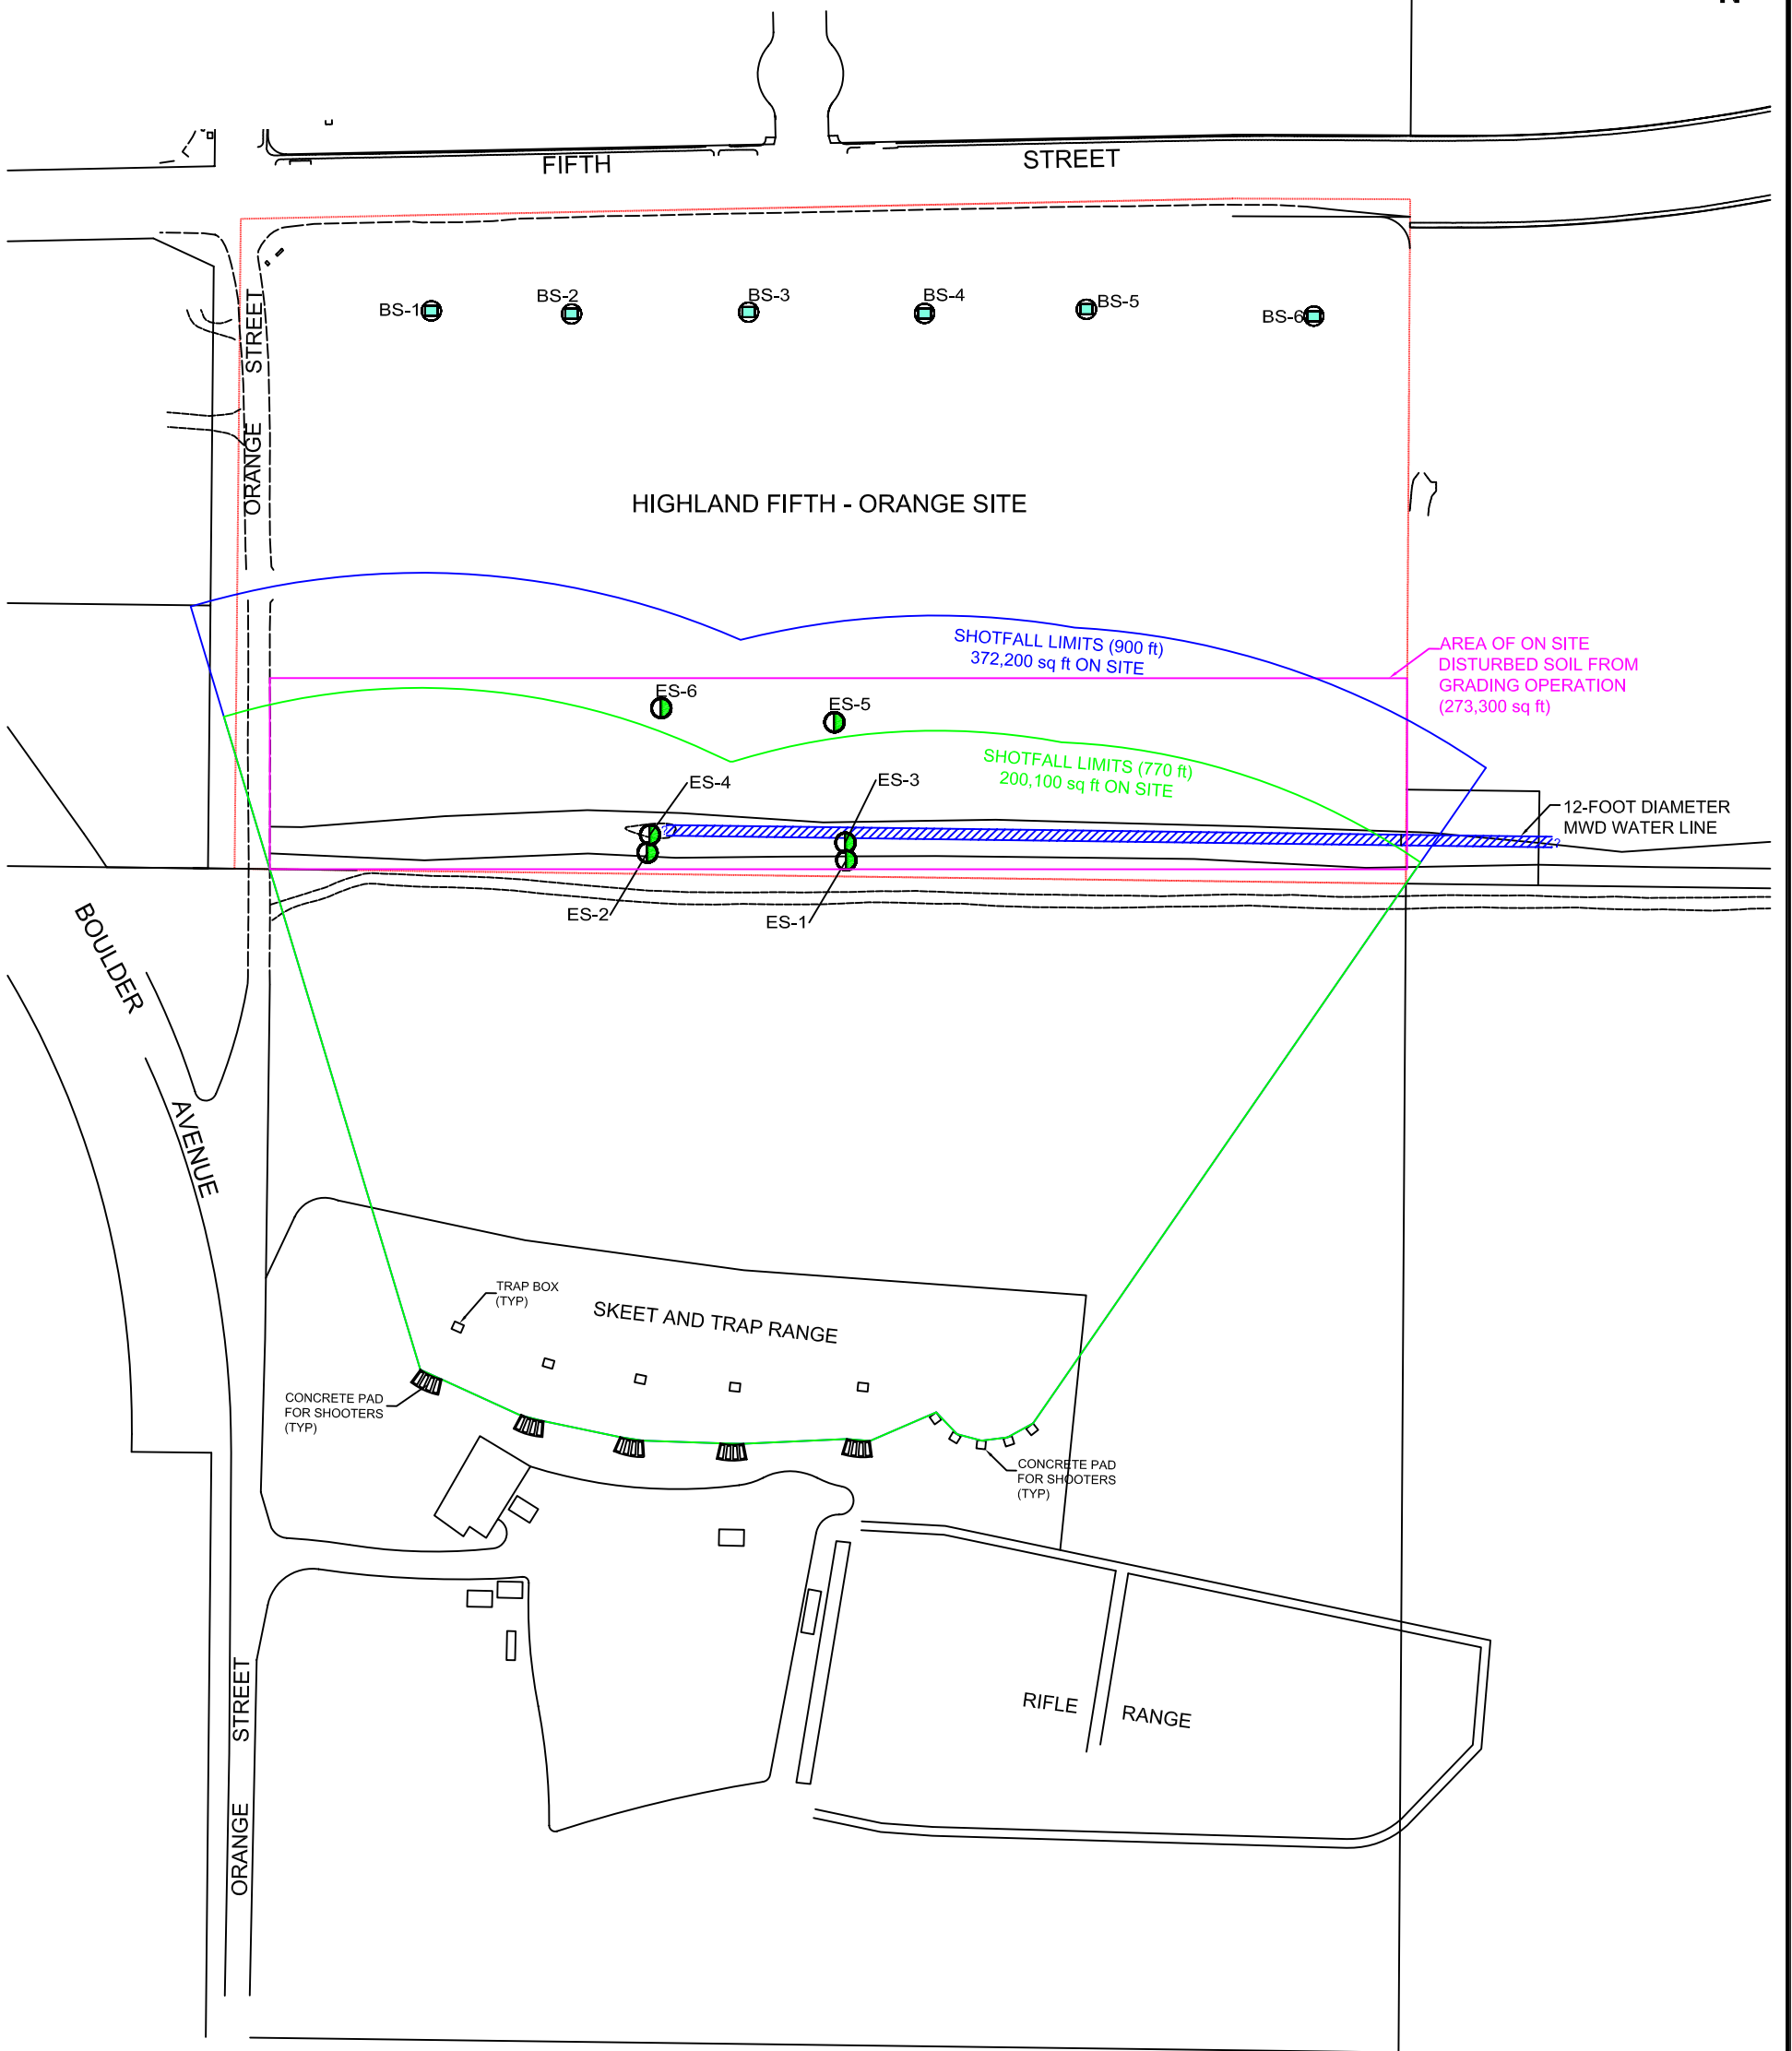 N
FIFTH STREET
ORANGE STREET
BS-1
BS-2
BS-3
BS-4
BS-5
BS-6
HIGHLAND FIFTH - ORANGE SITE
SHOTFALL LIMITS (900 ft)
372,200 sq ft ON SITE
AREA OF ON SITE
DISTURBED SOIL FROM
GRADING OPERATION
(273,300 sq ft)
ES-6
ES-5
SHOTFALL LIMITS (770 ft)
200,100 sq ft ON SITE
ES-4
ES-3
12-FOOT DIAMETER
MWD WATER LINE
?
?
ES-2
ES-1
BOULDER
AVENUE
TRAP BOX
(TYP)
SKEET AND TRAP RANGE
CONCRETE PAD
FOR SHOOTERS
(TYP)
CONCRETE PAD
FOR SHOOTERS
(TYP)
RIFLE RANGE
ORANGE STREET